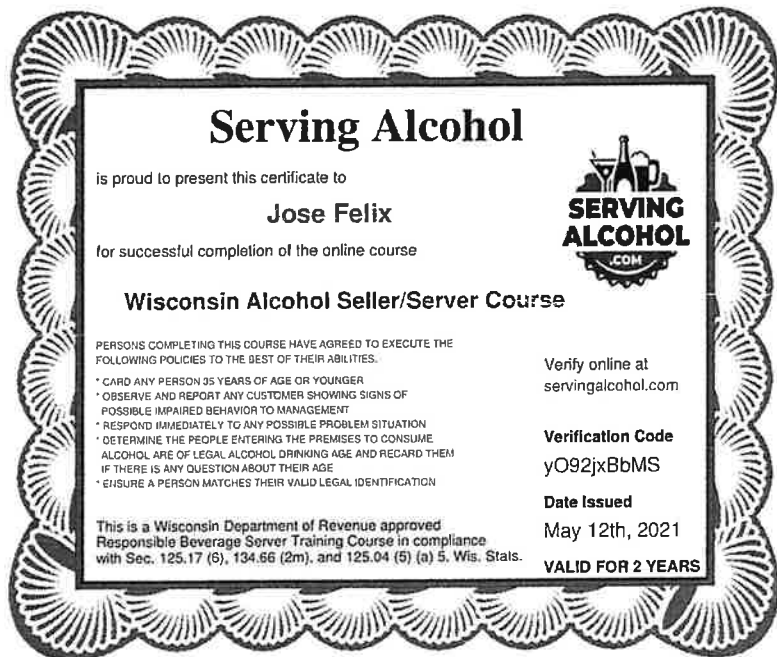 Serving Alcohol
is proud to present this certificate to
Jose Felix
for successful completion of the online course
Wisconsin Alcohol Seller/Server Course
SERVING
ALCOHOL
.COM
PERSONS COMPLETING THIS COURSE HAVE AGREED TO EXECUTE THE
FOLLOWING POLICIES TO THE BEST OF THEIR ABILITIES.
* CARD ANY PERSON 35 YEARS OF AGE OR YOUNGER
* OBSERVE AND REPORT ANY CUSTOMER SHOWING SIGNS OF
POSSIBLE IMPAIRED BEHAVIOR TO MANAGEMENT
* RESPOND IMMEDIATELY TO ANY POSSIBLE PROBLEM SITUATION
* DETERMINE THE PEOPLE ENTERING THE PREMISES TO CONSUME
ALCOHOL ARE OF LEGAL ALCOHOL DRINKING AGE AND RECARD THEM
IF THERE IS ANY QUESTION ABOUT THEIR AGE
* ENSURE A PERSON MATCHES THEIR VALID LEGAL IDENTIFICATION
This is a Wisconsin Department of Revenue approved
Responsible Beverage Server Training Course in compliance
with Sec. 125.17 (6), 134.66 (2m), and 125.04 (5) (a) 5. Wis. Stats.
Verify online at
servingalcohol.com
Verification Code
yO92jxBbMS
Date Issued
May 12th, 2021
VALID FOR 2 YEARS